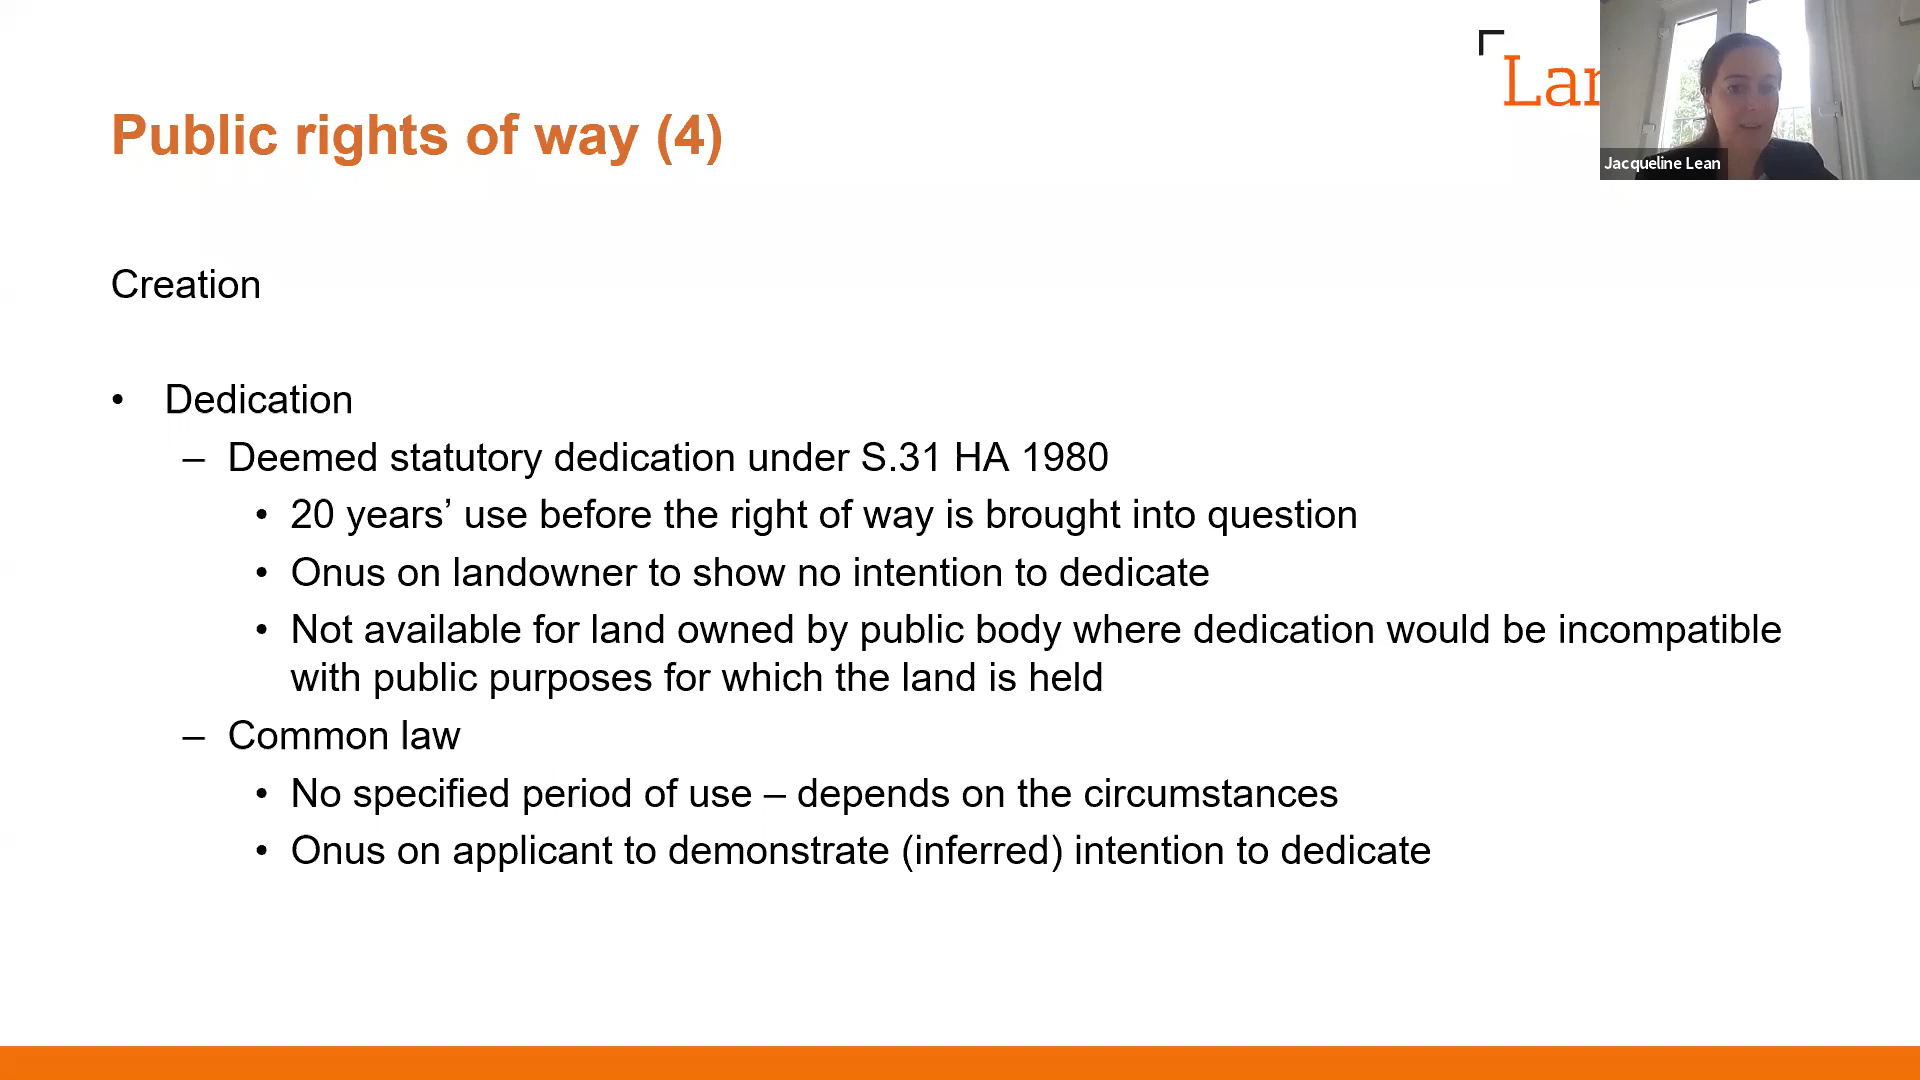 Lan
Jacqueline Lean
Public rights of way (4)
Creation
• Dedication
– Deemed statutory dedication under S.31 HA 1980
• 20 years’ use before the right of way is brought into question
• Onus on landowner to show no intention to dedicate
• Not available for land owned by public body where dedication would be incompatible
with public purposes for which the land is held
– Common law
• No specified period of use – depends on the circumstances
• Onus on applicant to demonstrate (inferred) intention to dedicate